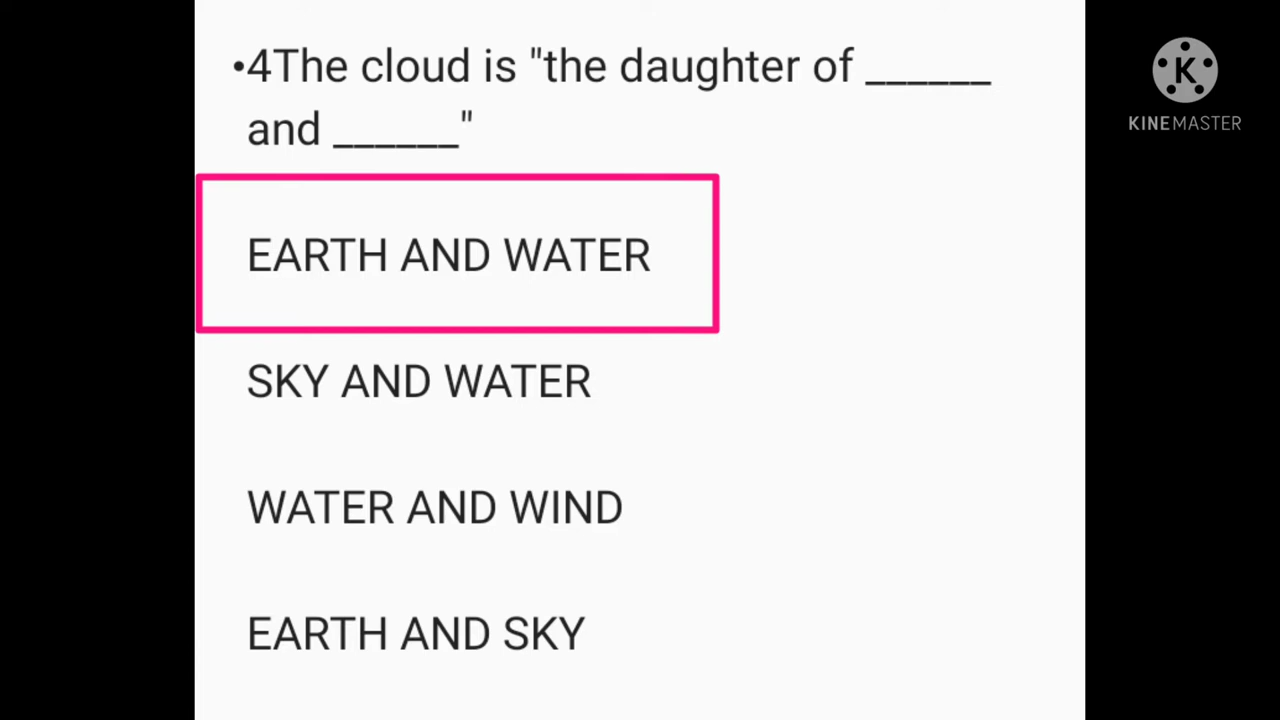 •4The cloud is "the daughter of ______
and ______"
EARTH AND WATER
SKY AND WATER
WATER AND WIND
EARTH AND SKY
K
KINEMASTER